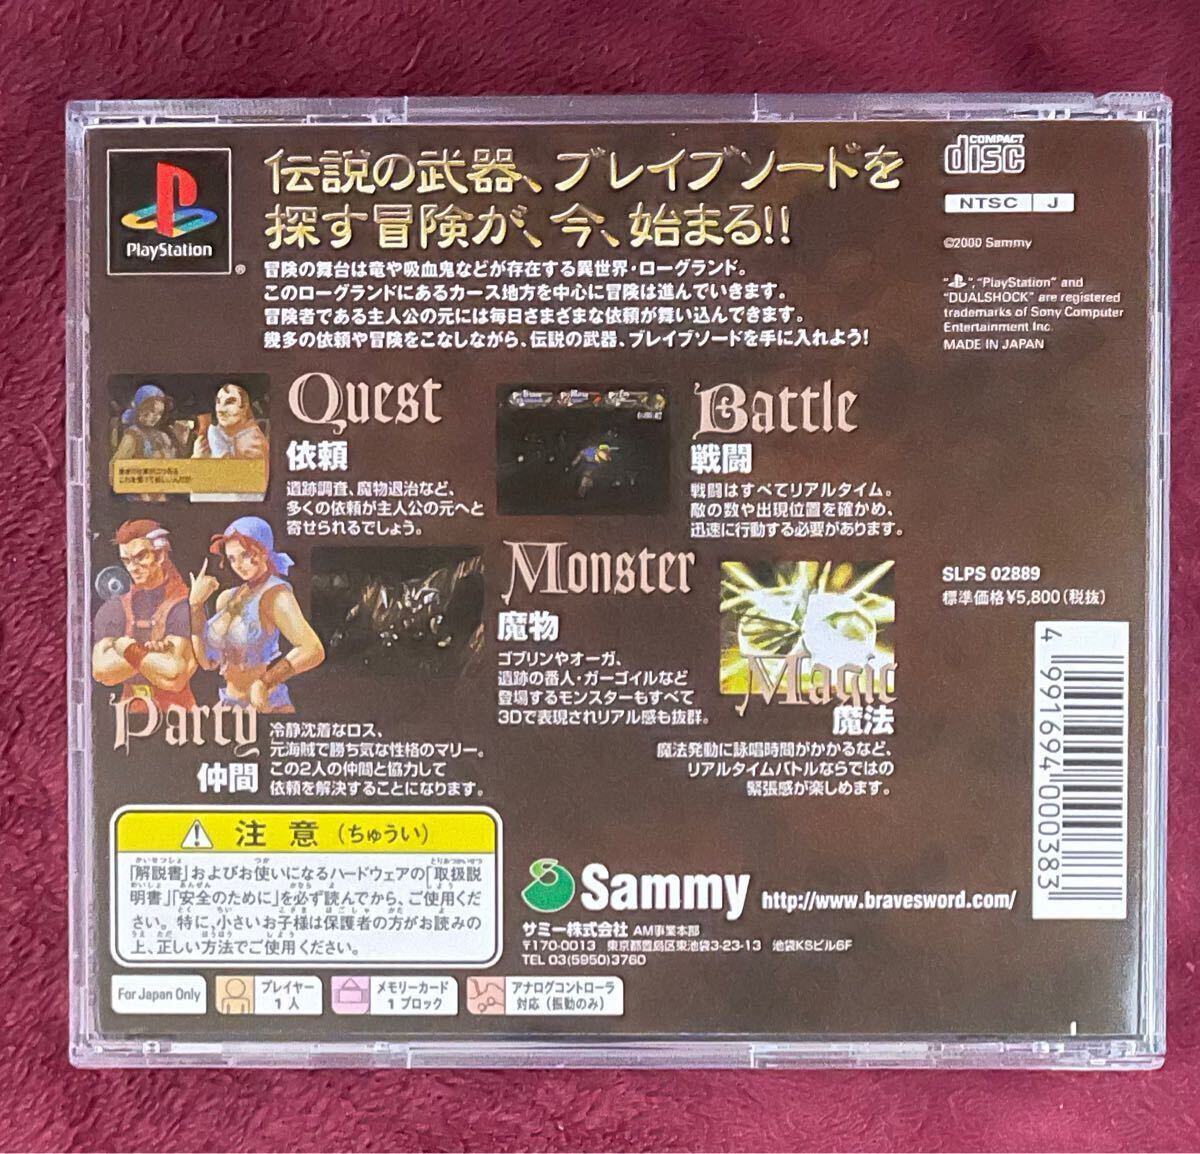 PlayStation
®
伝説の武器、ブレイブソードを
探す冒険が、今、始まる!!
冒険の舞台は竜や吸血鬼などが存在する異世界・ローグランド。
このローグランドにあるカース地方を中心に冒険は進んでいきます。
冒険者である主人公の元には毎日さまざまな依頼が舞い込んできます。
幾多の依頼や冒険をこなしながら、伝説の武器、ブレイブソードを手に入れよう!
COMPACT
disc
NTSC J
©2000 Sammy
" ", "PlayStation" and
"DUALSHOCK" are registered
trademarks of Sony Computer
Entertainment Inc.
MADE IN JAPAN
Quest
依頼
遺跡調査、魔物退治など、
多くの依頼が主人公の元へと
寄せられるでしょう。
Battle
戦闘
戦闘はすべてリアルタイム。
敵の数や出現位置を確かめ、
迅速に行動する必要があります。
Monster
魔物
ゴブリンやオーガ、
遺跡の番人・ガーゴイルなど
登場するモンスターもすべて
3Dで表現されリアル感も抜群。
Magic
魔法
魔法発動に詠唱時間がかかるなど、
リアルタイムバトルならではの
緊張感が楽しめます。
Party
仲間
冷静沈着なロス、
元海賊で勝ち気な性格のマリー。
この2人の仲間と協力して
依頼を解決することになります。
SLPS 02889
標準価格¥5,800(税抜)
4 991694 000383
注意(ちゅうい)
「解説書」およびお使いになるハードウェアの「取扱説
明書」「安全のために」を必ず読んでから、ご使用くだ
さい。特に、小さいお子様は保護者の方がお読みの
上、正しい方法でご使用ください。
Sammy
http://www.bravesword.com/
サミー株式会社 AM事業本部
〒170-0013 東京都豊島区東池袋3-23-13 池袋KSビル6F
TEL 03(5950)3760
For Japan Only
プレイヤー
1人
メモリーカード
1ブロック
アナログコントローラ
対応(振動のみ)